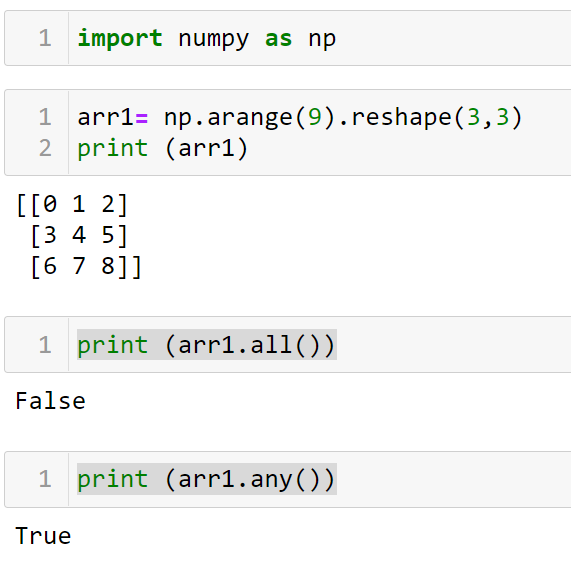 1 import numpy as np
1 arr1= np.arange(9).reshape(3,3)
2 print (arr1)
[[0 1 2]
 [3 4 5]
 [6 7 8]]
1 print (arr1.all())
False
1 print (arr1.any())
True